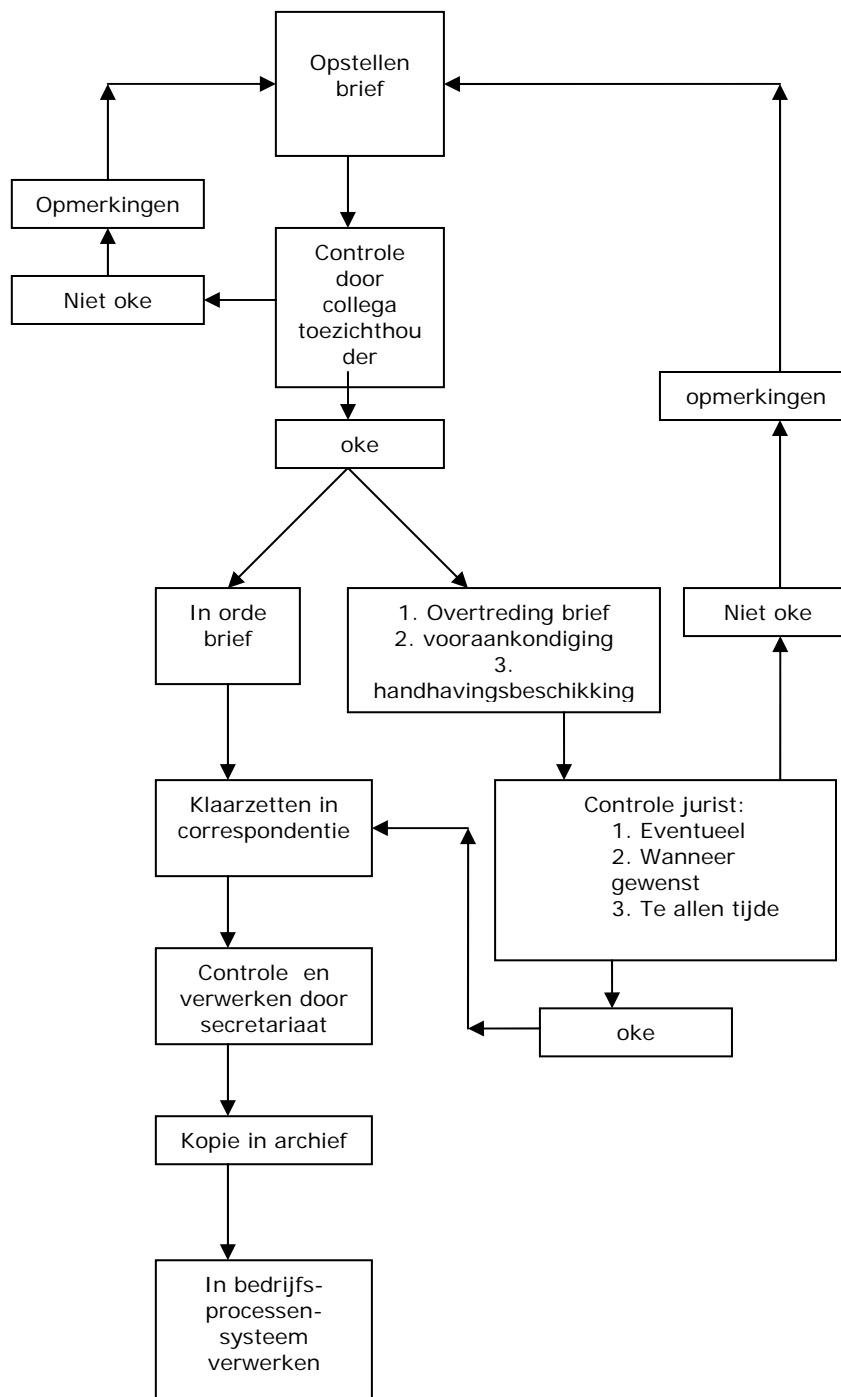 Opstellen
brief
Opmerkingen
Niet oke
Controle
door
collega
toezichthou
der
opmerkingen
oke
In orde
brief
1. Overtreding brief
2. vooraankondiging
3.
handhavingsbeschikking
Niet oke
Klaarzetten in
correspondentie
Controle jurist:
1. Eventueel
2. Wanneer
gewenst
3. Te allen tijde
Controle en
verwerken door
secretariaat
oke
Kopie in archief
In bedrijfs-
processen-
systeem
verwerken